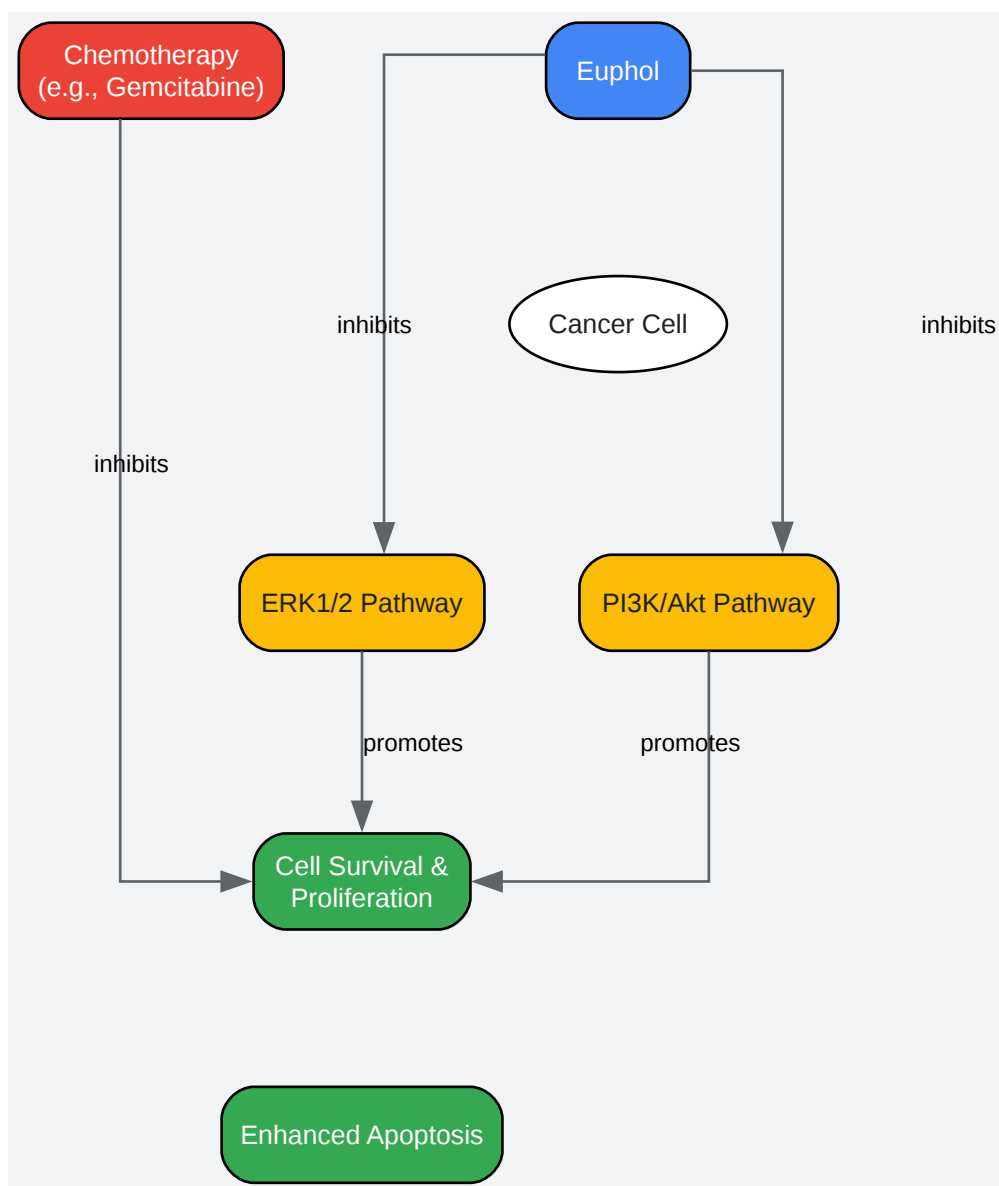 Chemotherapy
(e.g., Gemcitabine)
Euphol
inhibits
Cancer Cell
inhibits
inhibits
ERK1/2 Pathway
PI3K/Akt Pathway
promotes
promotes
Cell Survival &
Proliferation
Enhanced Apoptosis